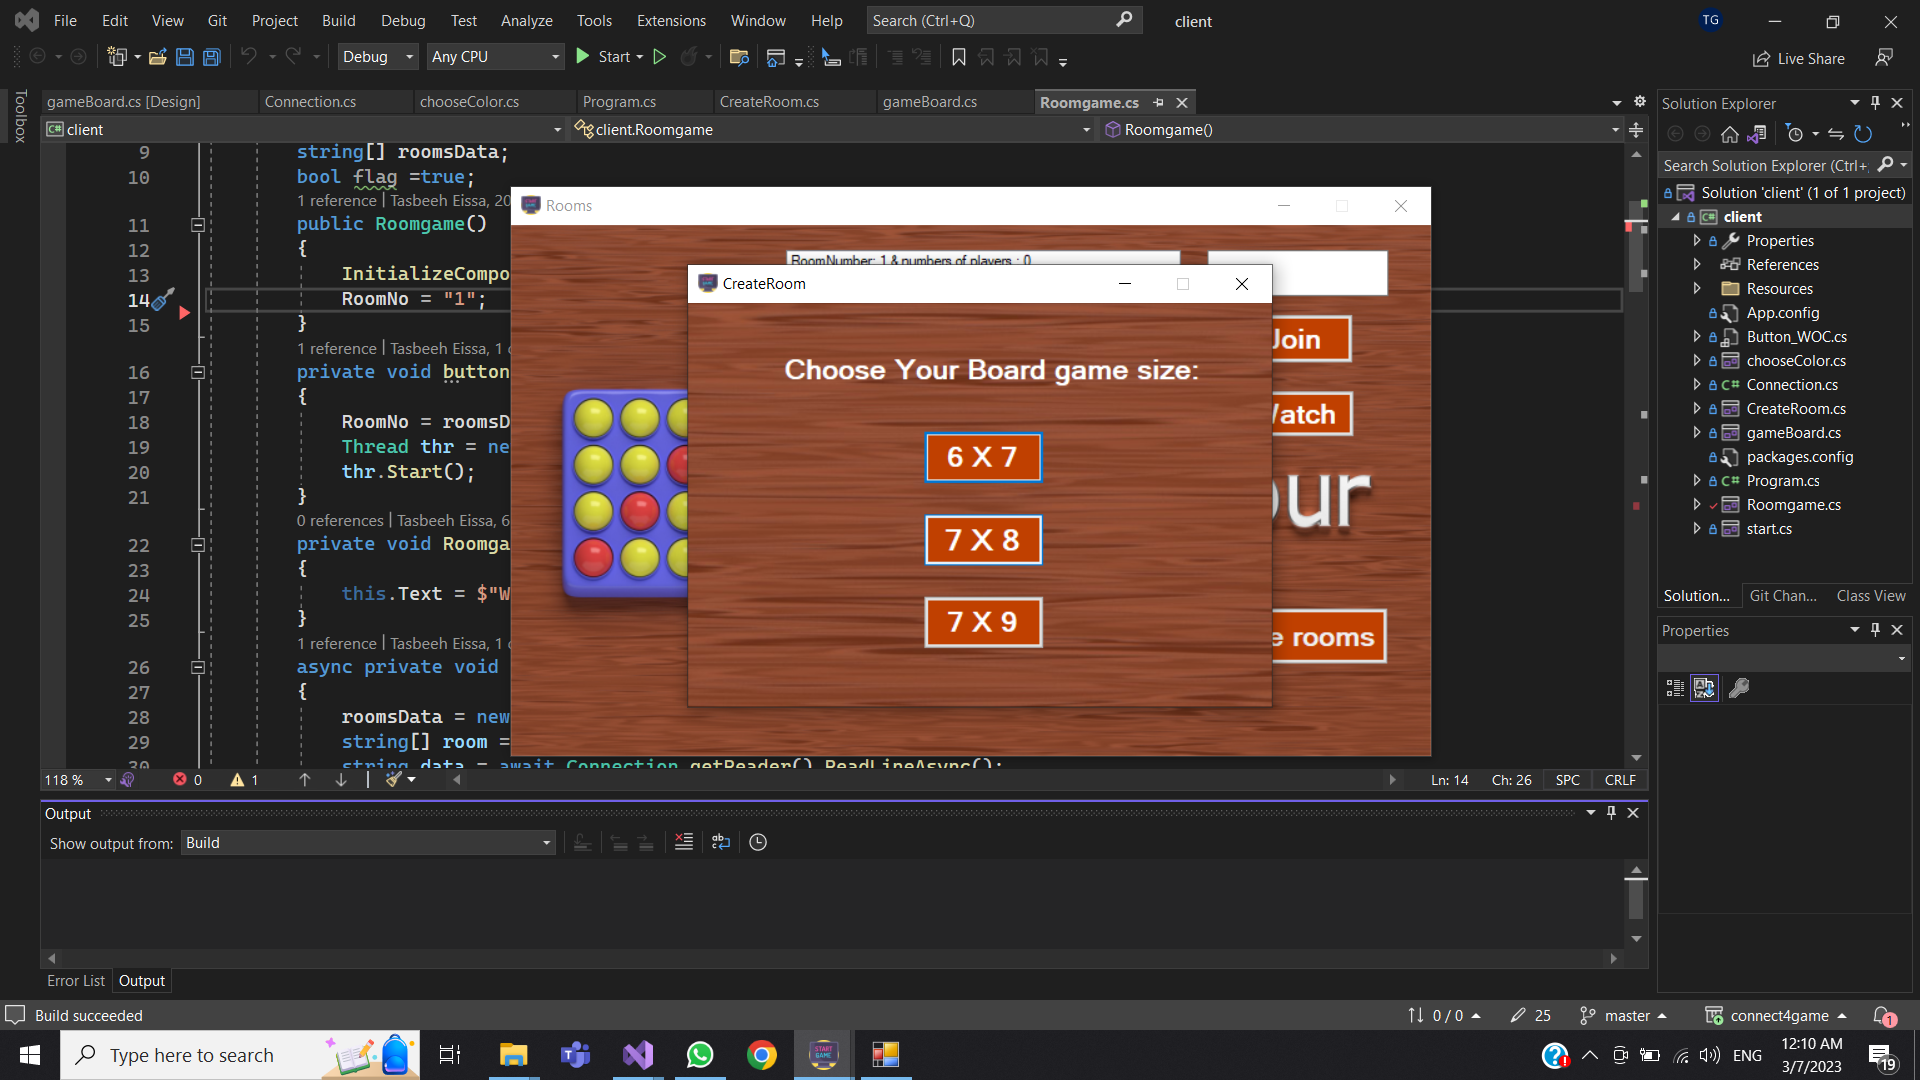 File Edit View Git Project Build Debug Test Analyze Tools Extensions Window Help Search (Ctrl+Q) client TG
Debug Any CPU Start Live Share
Toolbox
gameBoard.cs [Design] Connection.cs chooseColor.cs Program.cs CreateRoom.cs gameBoard.cs Roomgame.cs
client client.Roomgame Roomgame()
9 string[] roomsData;
10 bool flag =true;
1 reference | Tasbeeh Eissa, 20
11 public Roomgame()
12 {
13 InitializeCompo
14 RoomNo = "1";
15 }
1 reference | Tasbeeh Eissa, 1
16 private void button
17 {
18 RoomNo = roomsD
19 Thread thr = ne
20 thr.Start();
21 }
0 references | Tasbeeh Eissa, 6
22 private void Roomga
23 {
24 this.Text = $"W
25 }
1 reference | Tasbeeh Eissa, 1
26 async private void
27 {
28 roomsData = new
29 string[] room =
30 string data = await Connection.getReader().ReadLineAsync();
Rooms
RoomNumber: 1 & numbers of players : 0
Join
Watch
our
e rooms
CreateRoom
Choose Your Board game size:
6 X 7
7 X 8
7 X 9
118 % 0 1 Ln: 14 Ch: 26 SPC CRLF
Output
Show output from: Build
Error List Output
Solution Explorer
Search Solution Explorer (Ctrl+
Solution 'client' (1 of 1 project)
client
Properties
References
Resources
App.config
Button_WOC.cs
chooseColor.cs
Connection.cs
CreateRoom.cs
gameBoard.cs
packages.config
Program.cs
Roomgame.cs
start.cs
Solution... Git Chan... Class View
Properties
Build succeeded 0 / 0 25 master connect4game 1
Type here to search START GAME ENG 12:10 AM 3/7/2023 19